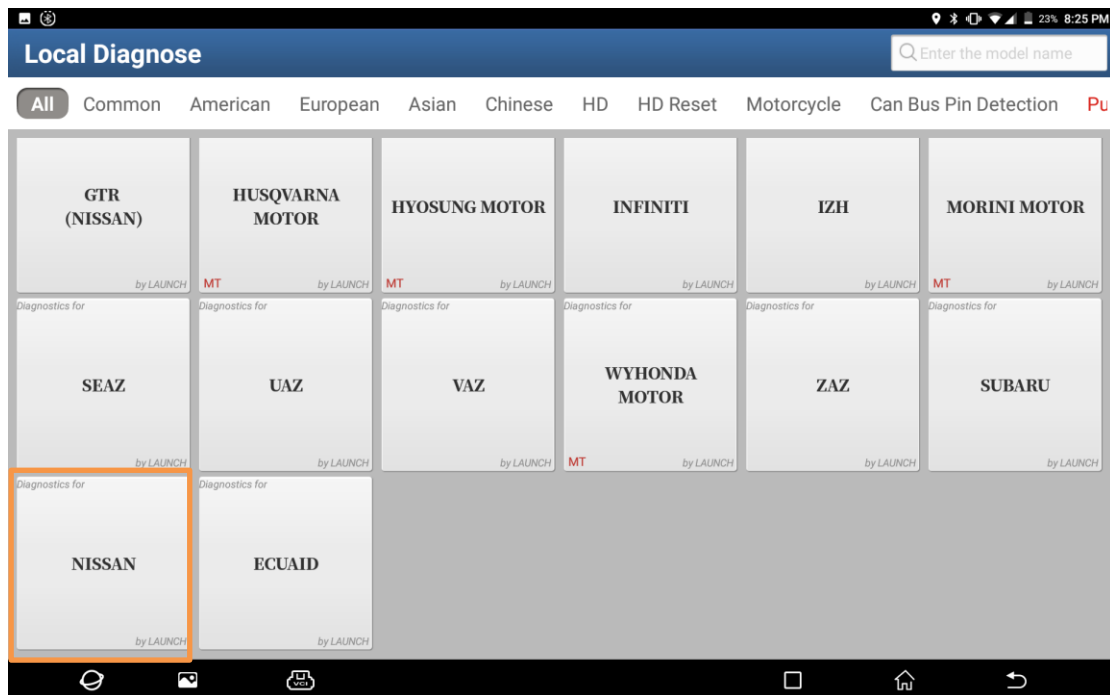 23% 8:25 PM
Local Diagnose
Enter the model name
All Common American European Asian Chinese HD HD Reset Motorcycle Can Bus Pin Detection Pu
GTR
(NISSAN)
by LAUNCH
HUSQVARNA
MOTOR
MT by LAUNCH
HYOSUNG MOTOR
MT by LAUNCH
INFINITI
by LAUNCH
IZH
by LAUNCH
MORINI MOTOR
MT by LAUNCH
Diagnostics for
SEAZ
by LAUNCH
Diagnostics for
UAZ
by LAUNCH
Diagnostics for
VAZ
by LAUNCH
Diagnostics for
WYHONDA
MOTOR
MT by LAUNCH
Diagnostics for
ZAZ
by LAUNCH
Diagnostics for
SUBARU
by LAUNCH
Diagnostics for
NISSAN
by LAUNCH
Diagnostics for
ECUAID
by LAUNCH
VCI